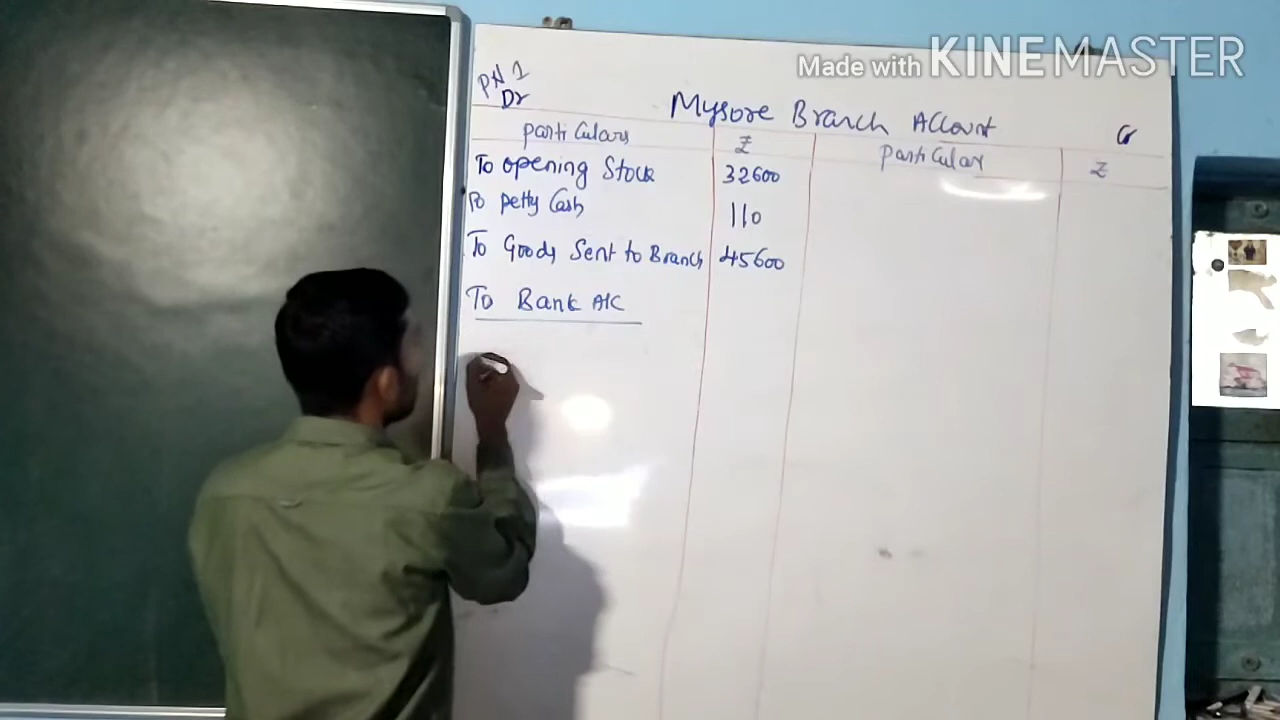 Made with KINEMASTER
PN 1
Dr Mysore Branch Account Cr
Particulars ₹ Particular ₹
To opening Stock 32600
To petty Cash 110
To Goods Sent to Branch 45600
To Bank A/C